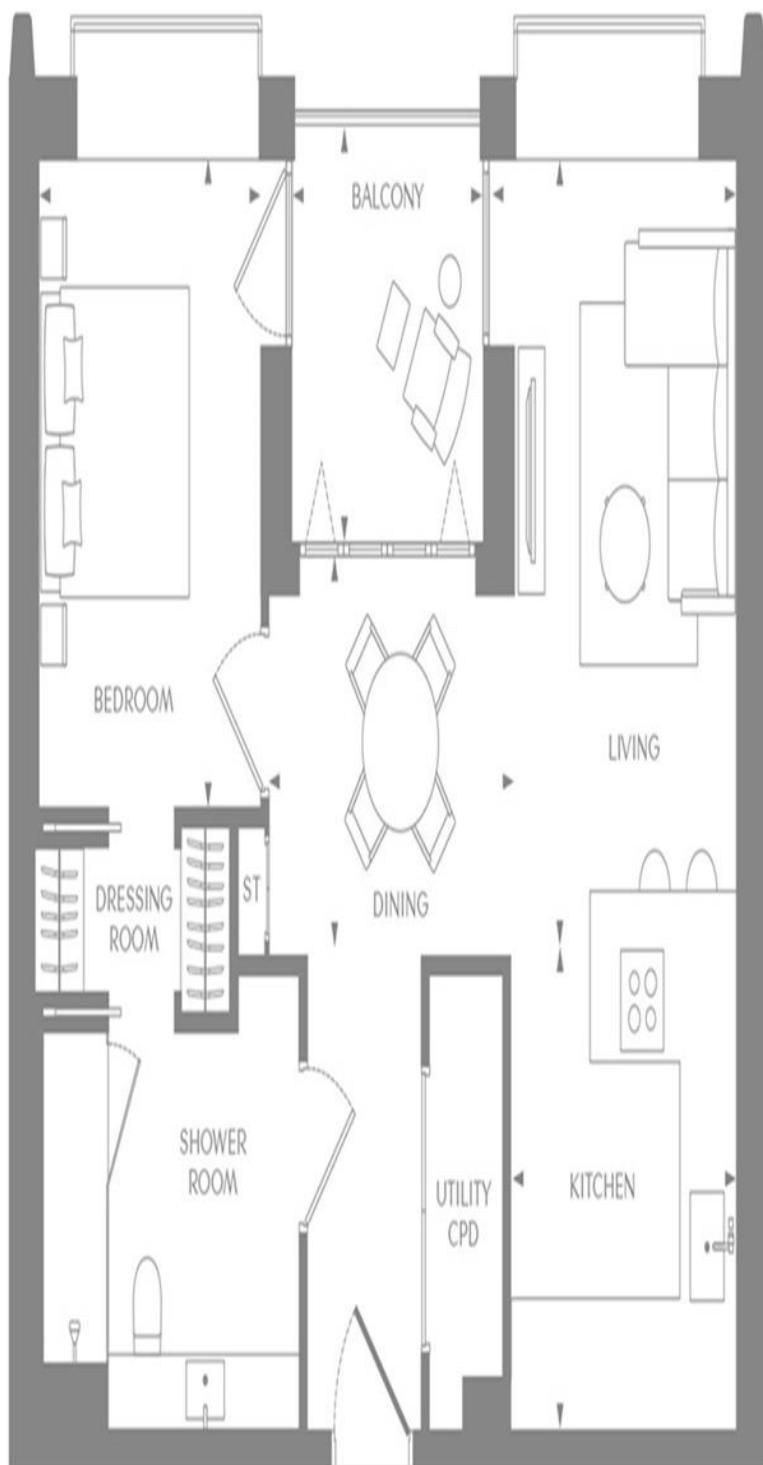 BALCONY
BEDROOM
LIVING
DRESSING
ROOM
ST
DINING
SHOWER
ROOM
UTILITY
CPD
KITCHEN